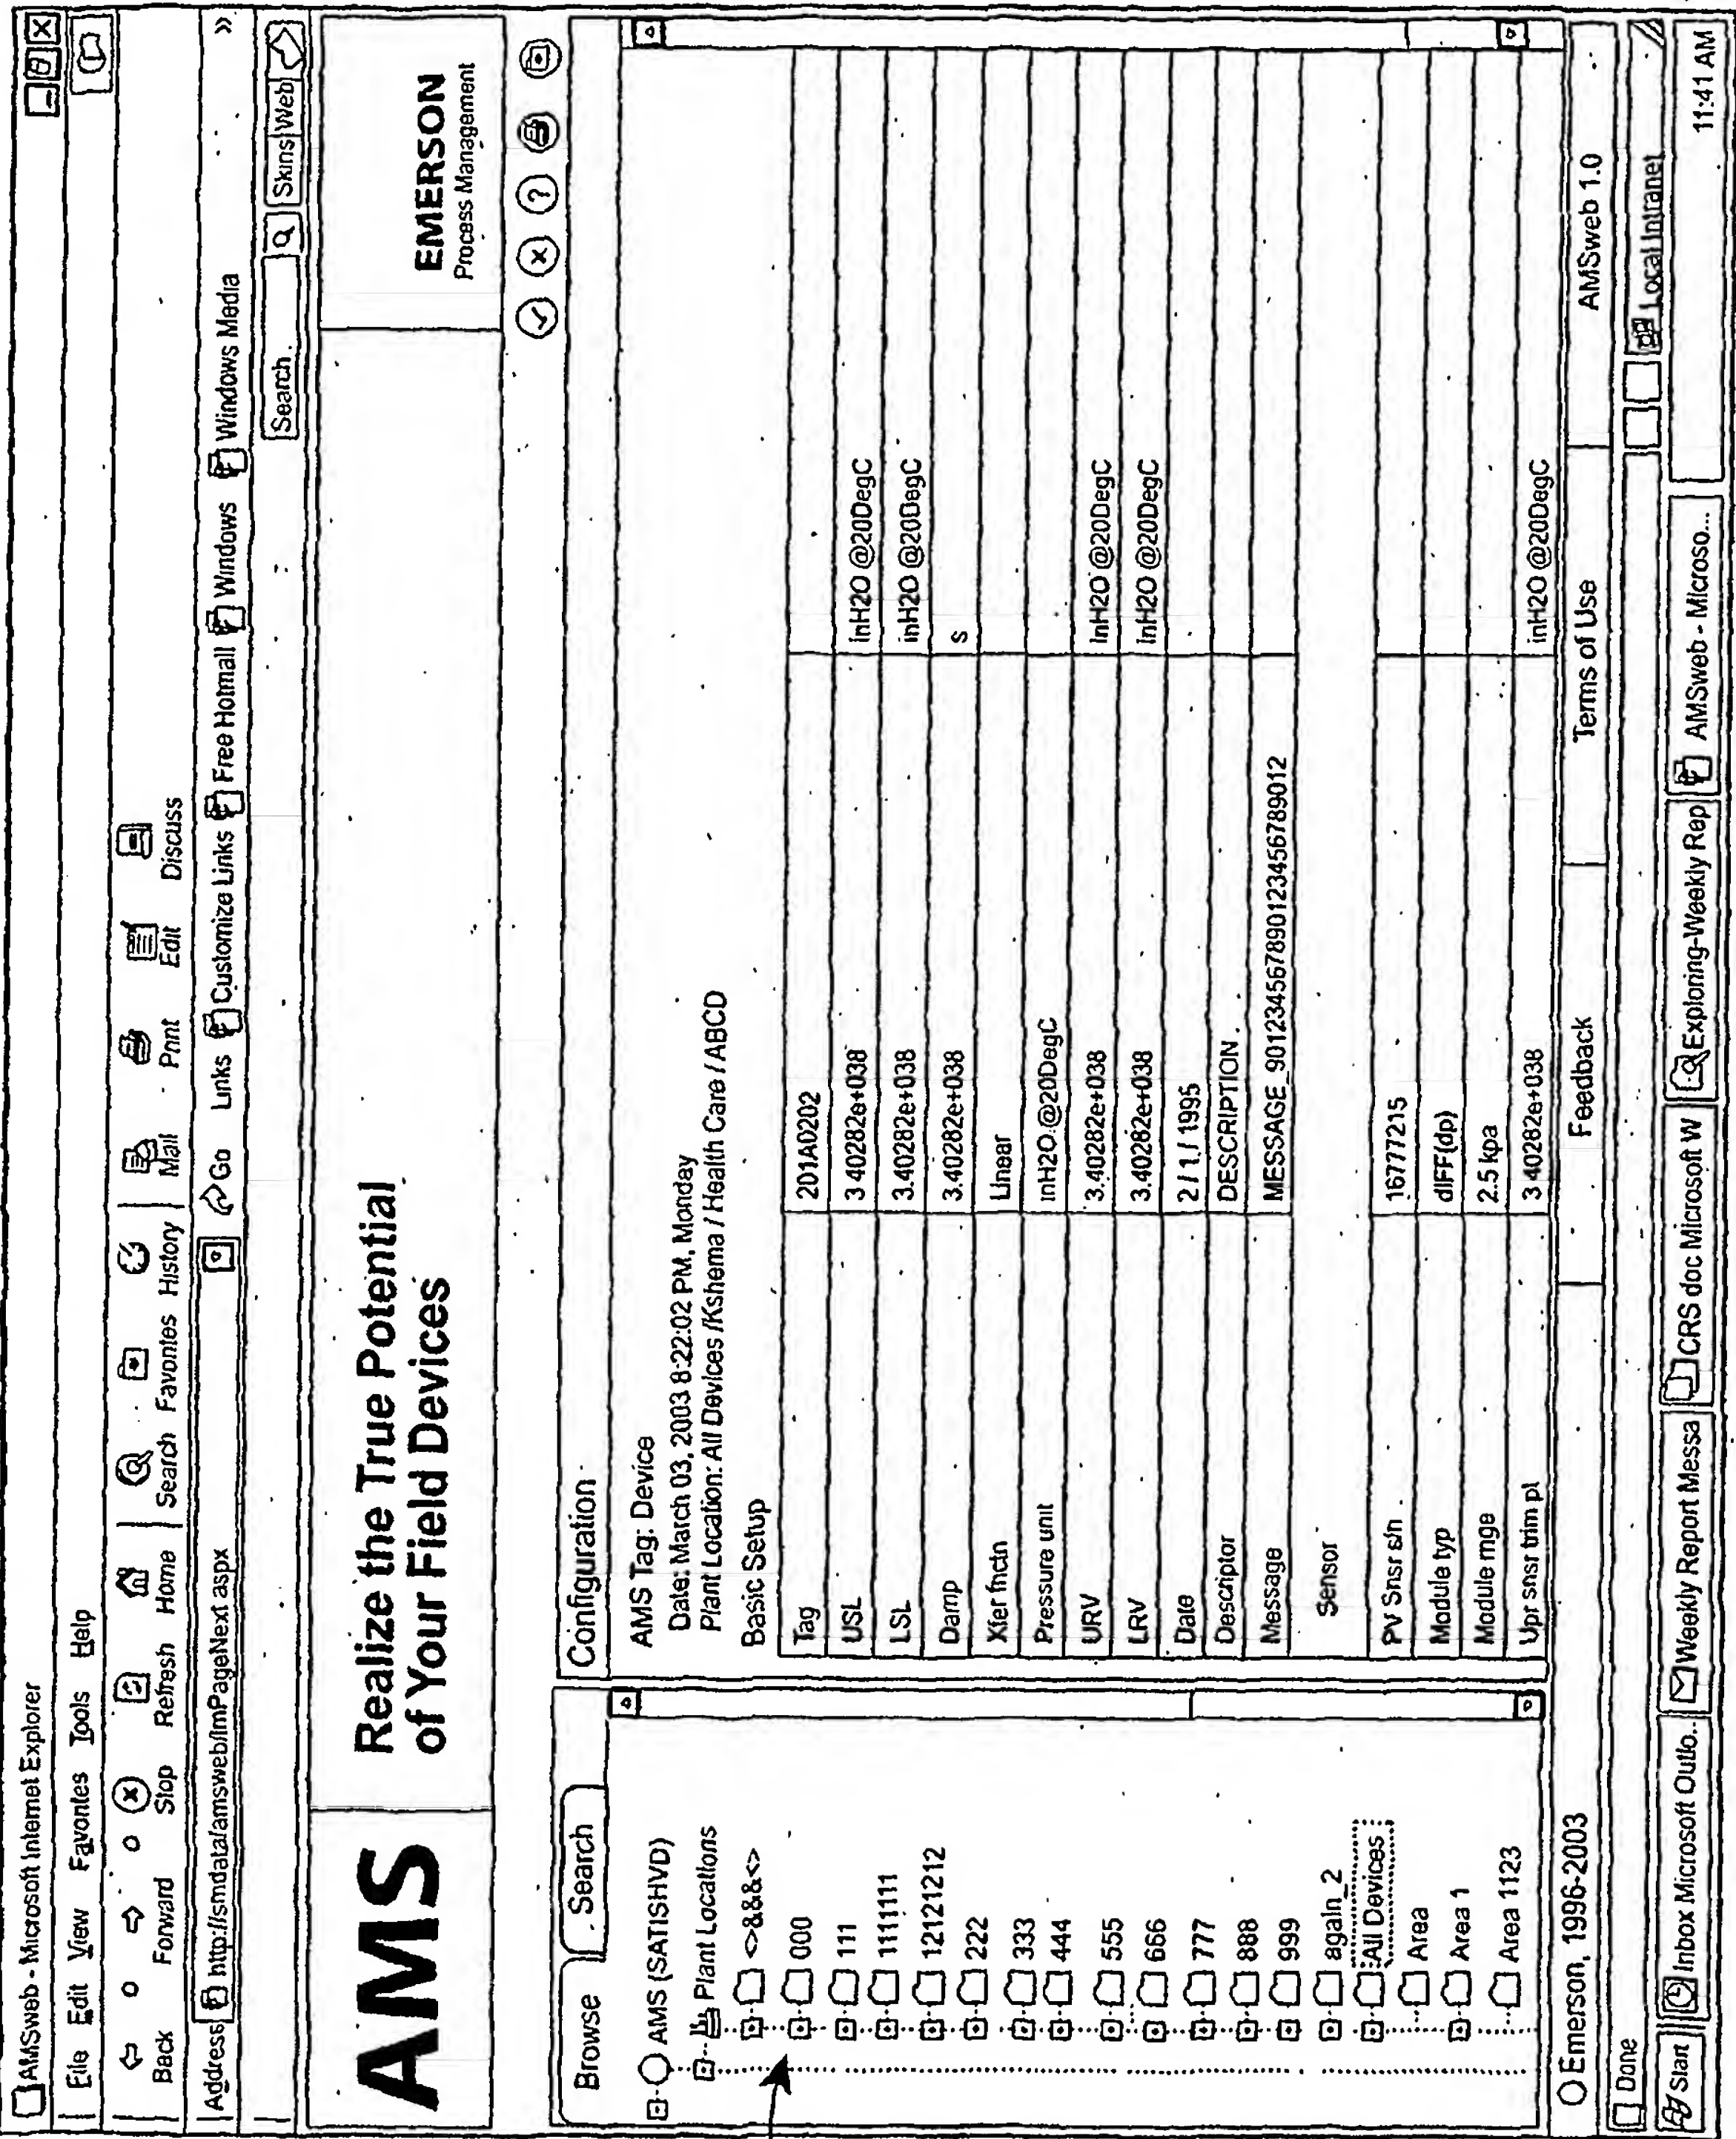 AMSweb - Microsoft Internet Explorer
File Edit View Favorites Tools Help
Back Forward Stop Refresh Home Search Favorites History Mail Print Edit Discuss
Address http://lsmdata/amsweb/ImPageNext aspx Go Links Customize Links Free Hotmail Windows Windows Media »
Search Skins Web
AMS
Realize the True Potential
of Your Field Devices
EMERSON
Process Management
Browse Search
AMS (SATISHVD)
Plant Locations
<>&&<>
000
111
1111111
12121212
222
333
444
555
666
777
888
999
again_2
All Devices
Area
Area 1
Area 1123
Configuration
AMS Tag: Device
Date: March 03, 2003 8:22:02 PM, Monday
Plant Location: All Devices /Kshema / Health Care / ABCD
Basic Setup
Tag 201A0202
USL 3 40282e+038 inH2O @20DegC
LSL 3.40282e+038 inH2O @20DegC
Damp 3.40282e+038 s
Xfer fnctn Linear
Pressure unit inH2O @20DegC
URV 3.40282e+038 inH2O @20DegC
LRV 3.40282e+038 inH2O @20DegC
Date 2 / 1 / 1995
Descriptor DESCRIPTION
Message MESSAGE_90123456789012345678901 2
Sensor
PV Snsr s/n 16777215
Module typ dIFF(dp)
Module rnge 2.5 kpa
Upr snsr trim pt 3 40282e+038 inH2O @20DegC
Emerson, 1996-2003 Feedback Terms of Use AMSweb 1.0
Done Local intranet
Start Inbox Microsoft Outlo.. Weekly Report Messa CRS doc Microsoft W Exploring-Weekly Rep AMSweb - Microso... 11:41 AM